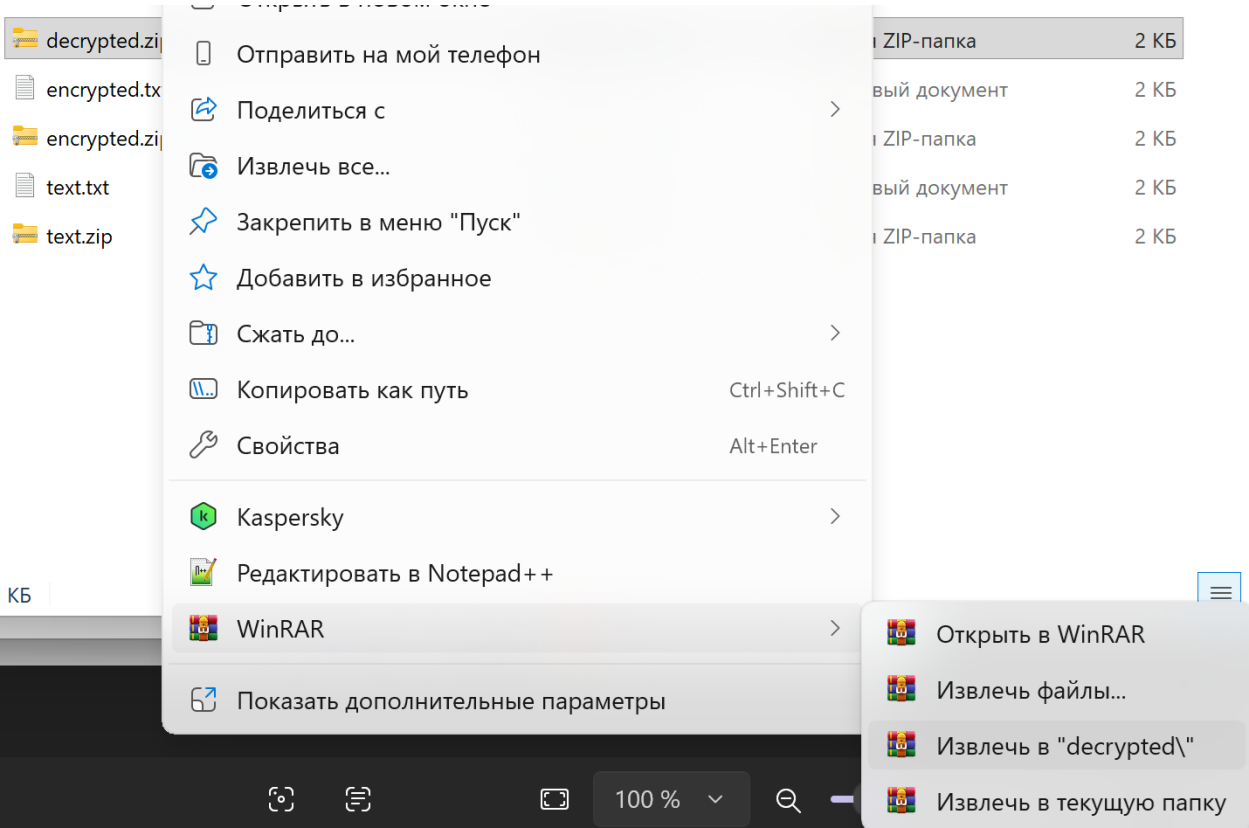 decrypted.zi
ZIP-папка
2 КБ
encrypted.tx
вый документ
2 КБ
encrypted.zi
ZIP-папка
2 КБ
text.txt
вый документ
2 КБ
text.zip
ZIP-папка
2 КБ
Открыть в новом окне
Отправить на мой телефон
Поделиться с
Извлечь все...
Закрепить в меню "Пуск"
Добавить в избранное
Сжать до...
Копировать как путь
Ctrl+Shift+C
Свойства
Alt+Enter
Kaspersky
Редактировать в Notepad++
WinRAR
Показать дополнительные параметры
КБ
Открыть в WinRAR
Извлечь файлы...
Извлечь в "decrypted\"
Извлечь в текущую папку
100 %